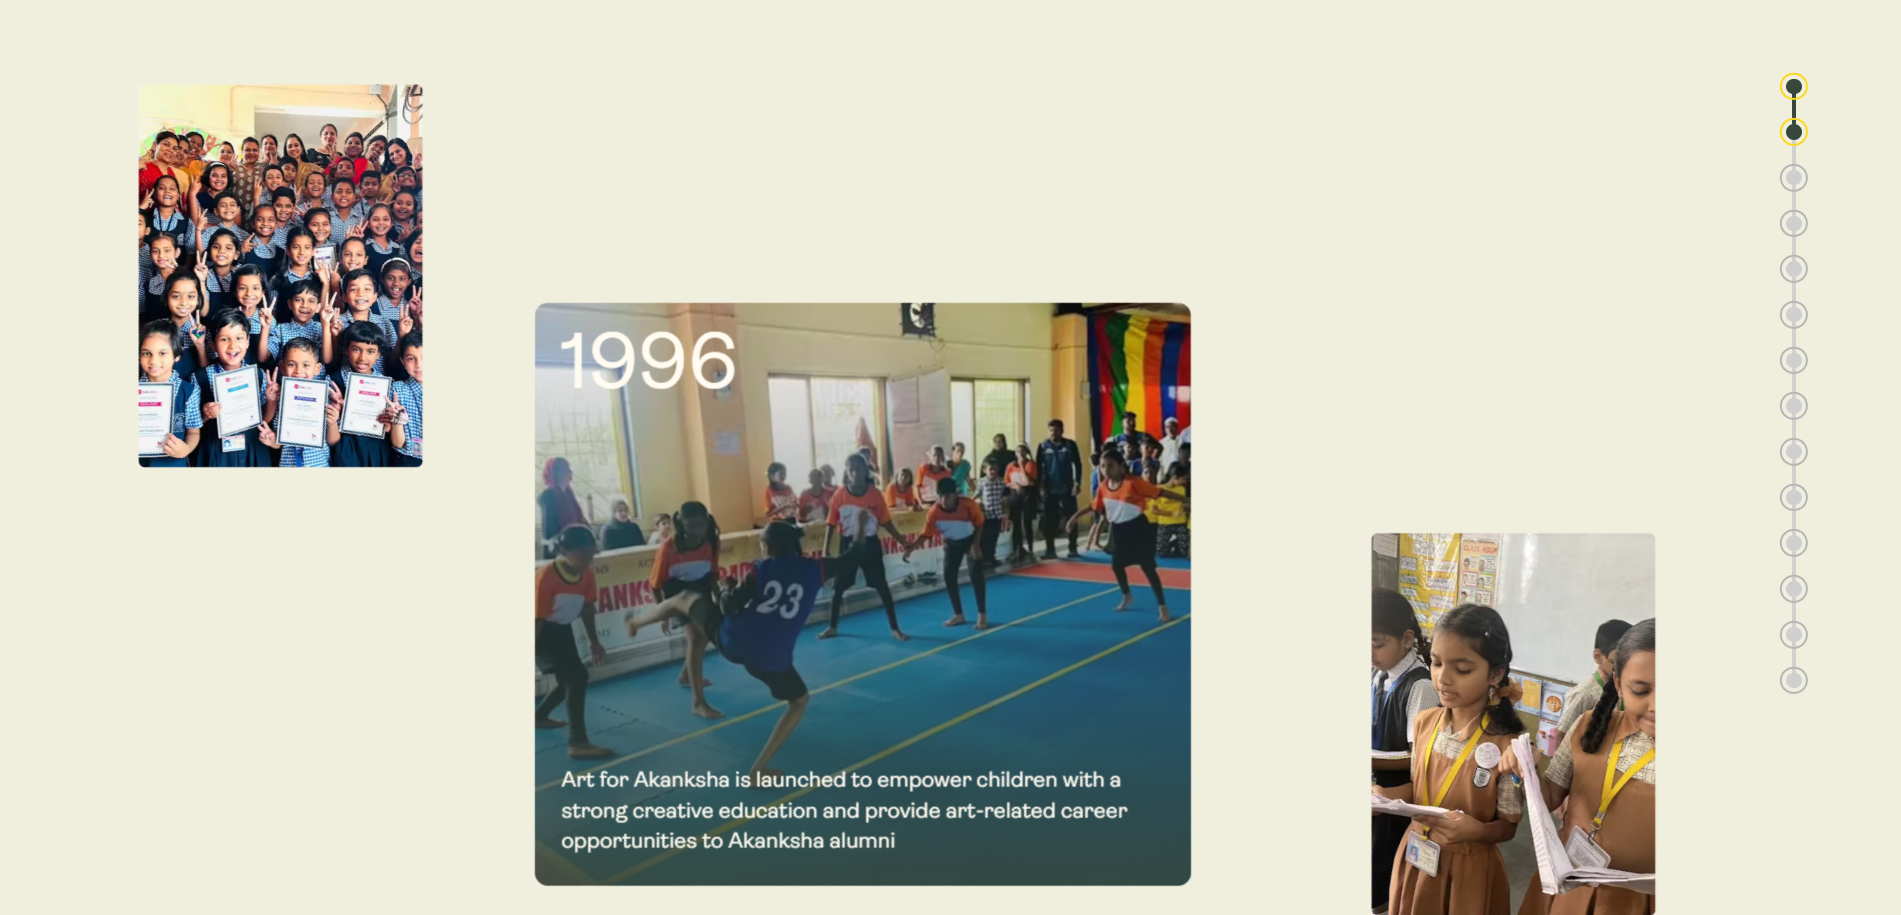 1996
23
Art for Akanksha is launched to empower children with a
strong creative education and provide art-related career
opportunities to Akanksha alumni